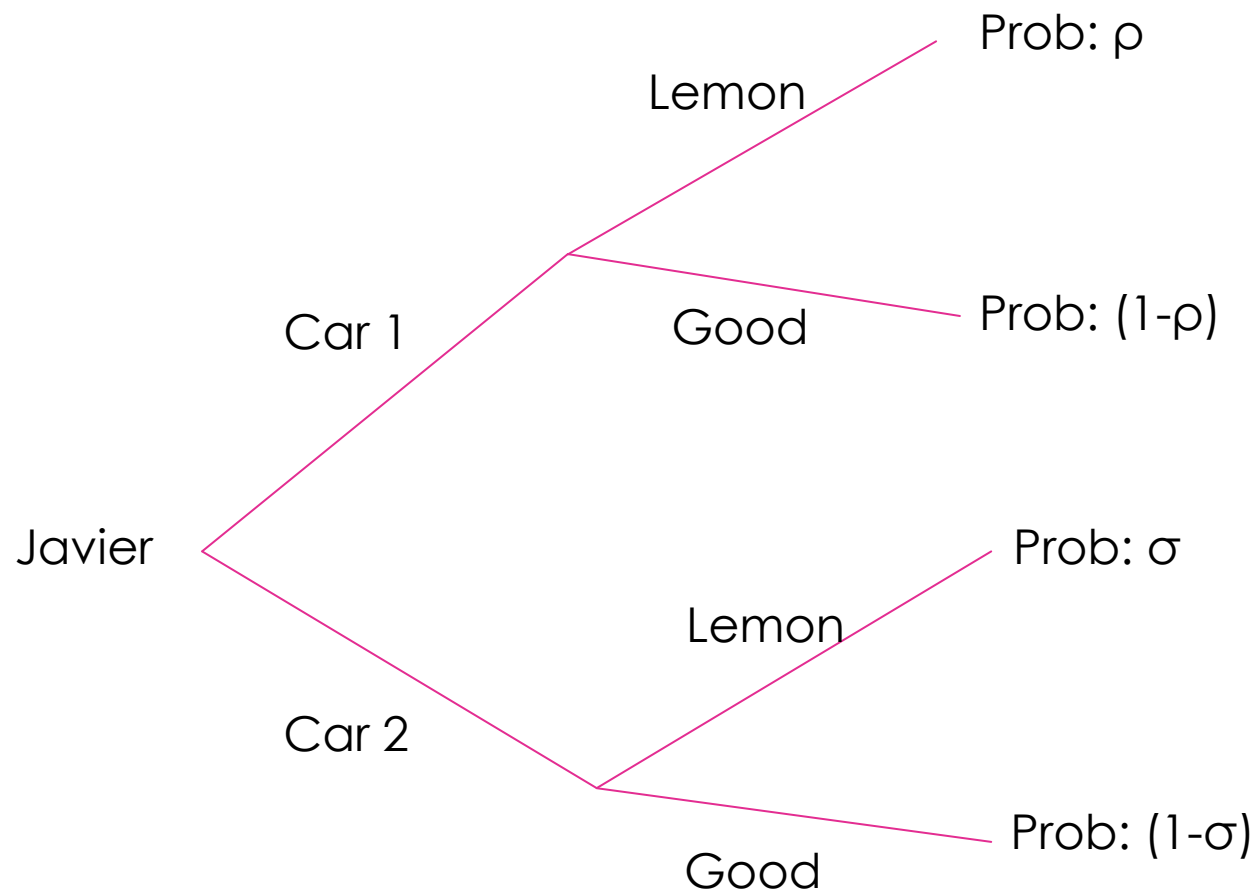 Prob: ρ
Lemon
Prob: (1-ρ)
Good
Car 1
Javier
Prob: σ
Lemon
Car 2
Prob: (1-σ)
Good